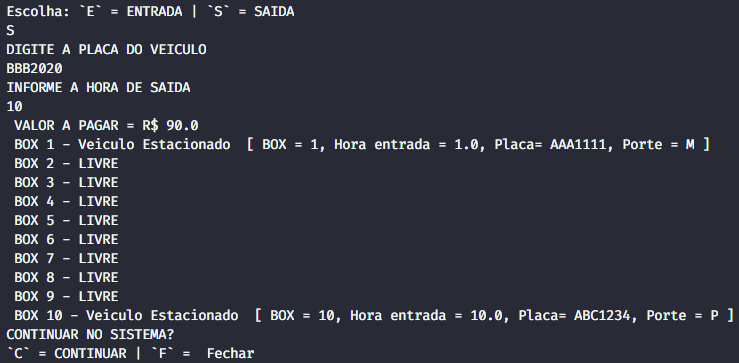 Escolha: `E` = ENTRADA | `S` = SAIDA
S
DIGITE A PLACA DO VEICULO
BBB2020
INFORME A HORA DE SAIDA
10
VALOR A PAGAR = R$ 90.0
BOX 1 - Veiculo Estacionado  [ BOX = 1, Hora entrada = 1.0, Placa= AAA1111, Porte = M ]
BOX 2 - LIVRE
BOX 3 - LIVRE
BOX 4 - LIVRE
BOX 5 - LIVRE
BOX 6 - LIVRE
BOX 7 - LIVRE
BOX 8 - LIVRE
BOX 9 - LIVRE
BOX 10 - Veiculo Estacionado  [ BOX = 10, Hora entrada = 10.0, Placa= ABC1234, Porte = P ]
CONTINUAR NO SISTEMA?
`C` = CONTINUAR | `F` =  Fechar